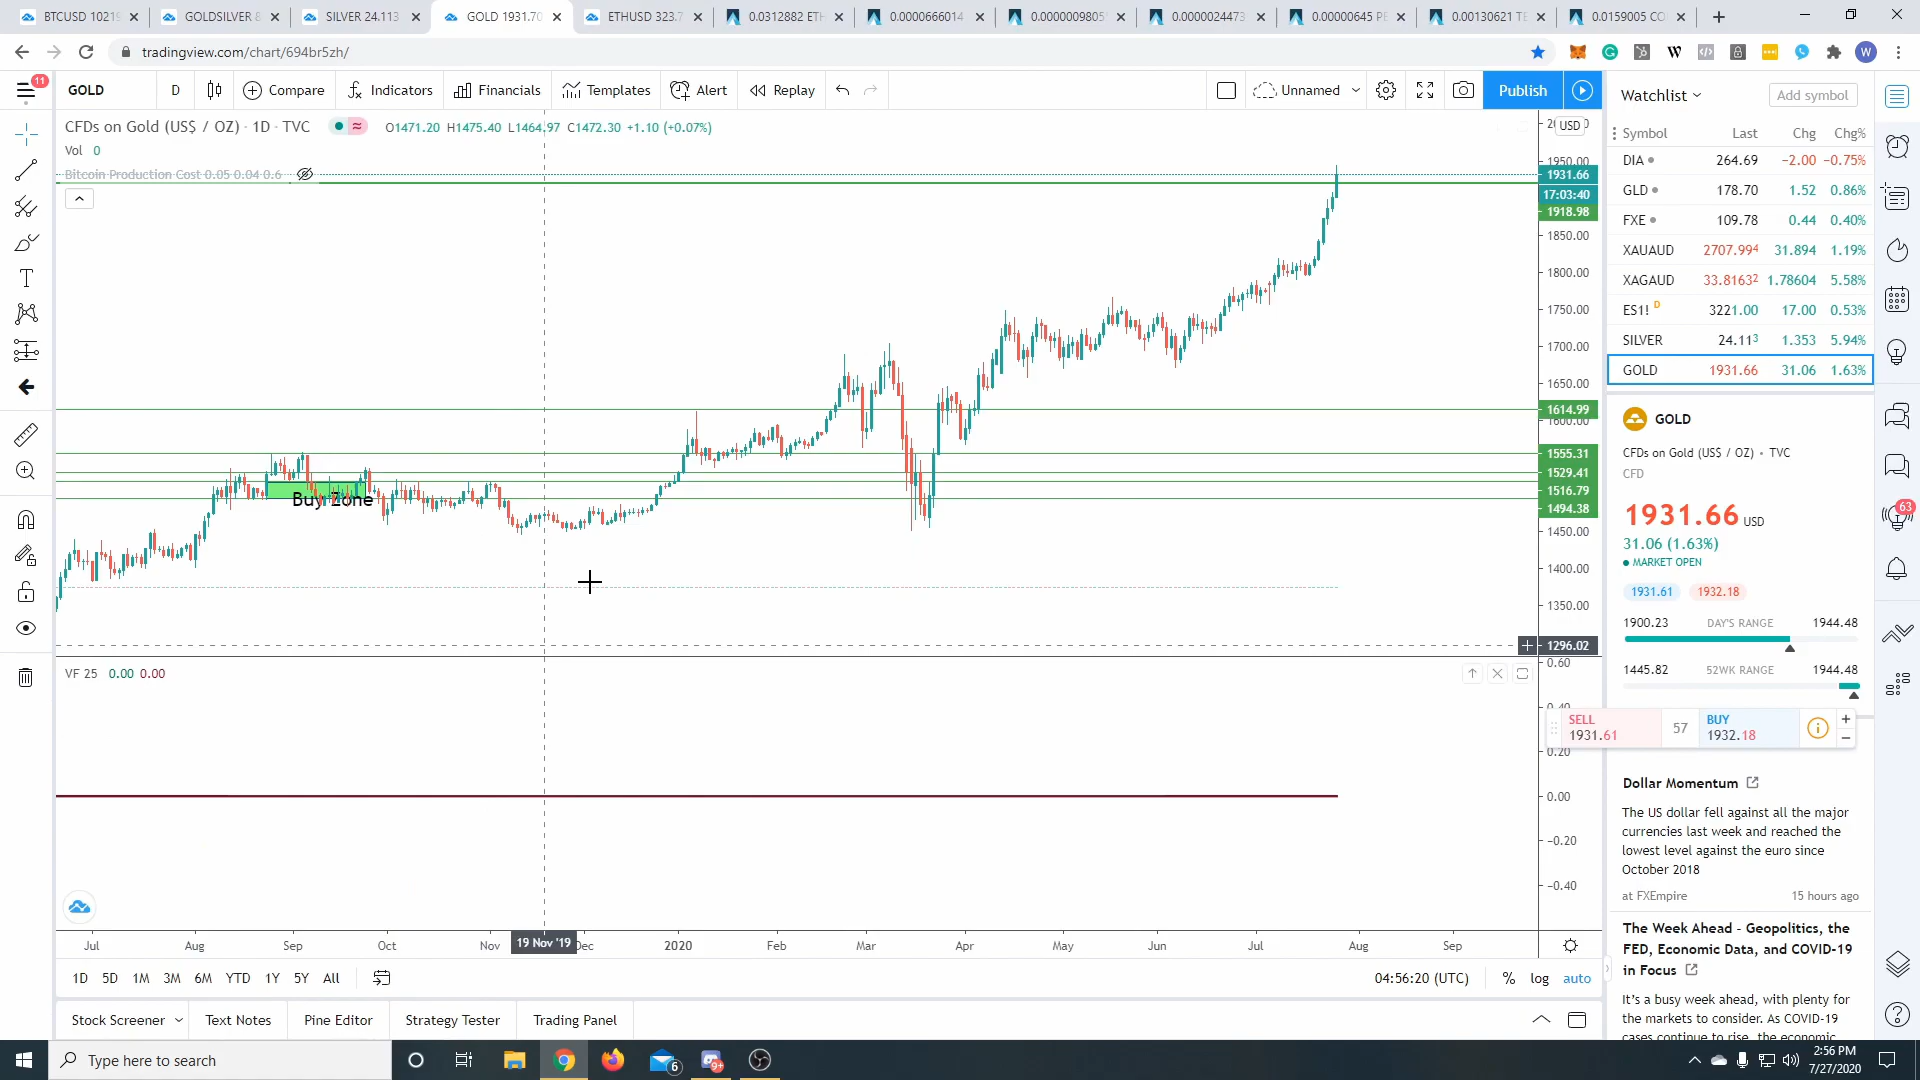 BTCUSD 10219
GOLDSILVER 8
SILVER 24.113
GOLD 1931.70
ETHUSD 323.7
0.0312882 ETH
0.0000666014
0.0000000980
0.0000024473
0.00000645 PE
0.00130621 TE
0.0159005 CO
tradingview.com/chart/694br5zh/
W
W
11
GOLD
D
Compare
Indicators
Financials
Templates
Alert
Replay
Unnamed
Publish
Watchlist
Add symbol
CFDs on Gold (US$ / OZ) · 1D · TVC
O1471.20 H1475.40 L1464.97 C1472.30 +1.10 (+0.07%)
Vol 0
Bitcoin Production Cost 0.05 0.04 0.6
Buy Zone
USD
1950.00
1931.66
17:03:40
1918.98
1850.00
1800.00
1750.00
1700.00
1650.00
1614.99
1600.00
1555.31
1529.41
1516.79
1494.38
1450.00
1400.00
1350.00
1296.02
VF 25 0.00 0.00
0.60
0.40
0.20
0.00
−0.20
−0.40
Jul
Aug
Sep
Oct
Nov
19 Nov '19
Dec
2020
Feb
Mar
Apr
May
Jun
Jul
Aug
Sep
1D 5D 1M 3M 6M YTD 1Y 5Y All
04:56:20 (UTC)
% log auto
Stock Screener
Text Notes
Pine Editor
Strategy Tester
Trading Panel
Symbol Last Chg Chg%
DIA 264.69 −2.00 −0.75%
GLD 178.70 1.52 0.86%
FXE 109.78 0.44 0.40%
XAUAUD 2707.994 31.894 1.19%
XAGAUD 33.81632 1.78604 5.58%
ES1! D 3221.00 17.00 0.53%
SILVER 24.113 1.353 5.94%
GOLD 1931.66 31.06 1.63%
GOLD
CFDs on Gold (US$ / OZ) • TVC
CFD
1931.66 USD
31.06 (1.63%)
MARKET OPEN
1931.61 1932.18
1900.23 DAY'S RANGE 1944.48
1445.82 52WK RANGE 1944.48
SELL
1931.61
57
BUY
1932.18
63
Dollar Momentum
The US dollar fell against all the major
currencies last week and reached the
lowest level against the euro since
October 2018
at FXEmpire 15 hours ago
The Week Ahead – Geopolitics, the
FED, Economic Data, and COVID-19
in Focus
It's a busy week ahead, with plenty for
the markets to consider. As COVID-19
cases continue to rise, the economic
Type here to search
6
9+
2:56 PM
7/27/2020